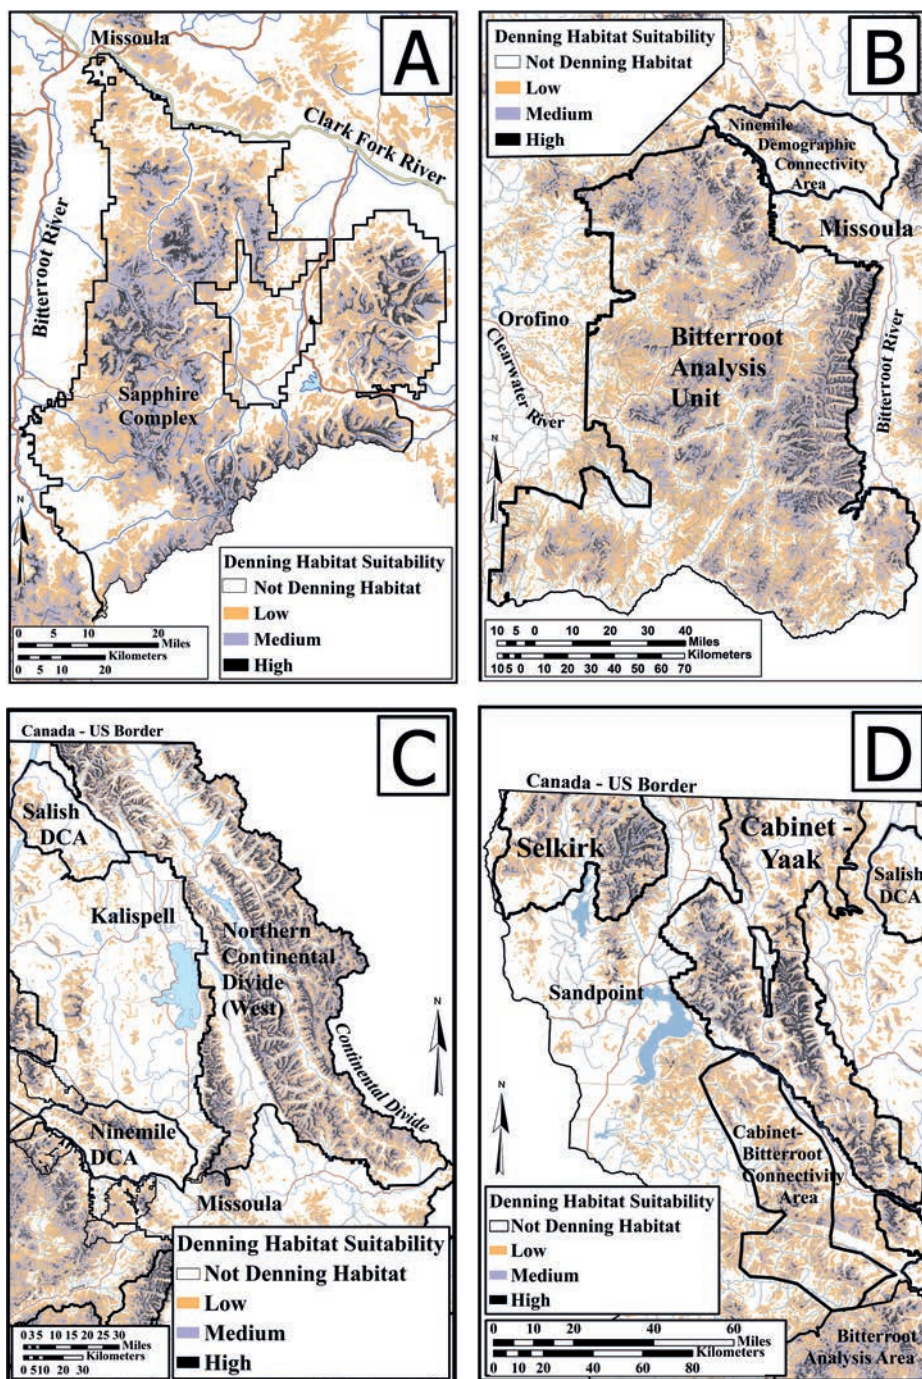 Missoula
A
Clark Fork River
Bitterroot River
Sapphire
Complex
N
Denning Habitat Suitability
Not Denning Habitat
Low
Medium
High
0 5 10 20
Miles
Kilometers
0 5 10 20
B
Denning Habitat Suitability
Not Denning Habitat
Low
Medium
High
Ninemile
Demographic
Connectivity
Area
Missoula
Orofino
Clearwater River
Bitterroot
Analysis
Unit
Bitterroot River
N
10 5 0 10 20 30 40
Miles
Kilometers
10 5 0 10 20 30 40 50 60 70
Canada - US Border
C
Salish
DCA
Kalispell
Northern
Continental
Divide
(West)
N
Continental Divide
Ninemile
DCA
Missoula
Denning Habitat Suitability
Not Denning Habitat
Low
Medium
High
0 3 5 10 15 20 25 30
Miles
Kilometers
0 5 10 20 30
D
Canada - US Border
Selkirk
Cabinet -
Yaak
Salish
DCA
Sandpoint
N
Cabinet-
Bitterroot
Connectivity
Area
Denning Habitat Suitability
Not Denning Habitat
Low
Medium
High
0 20 40 60
Miles
Kilometers
0 10 20 40 60 80
Bitterroot
Analysis Area